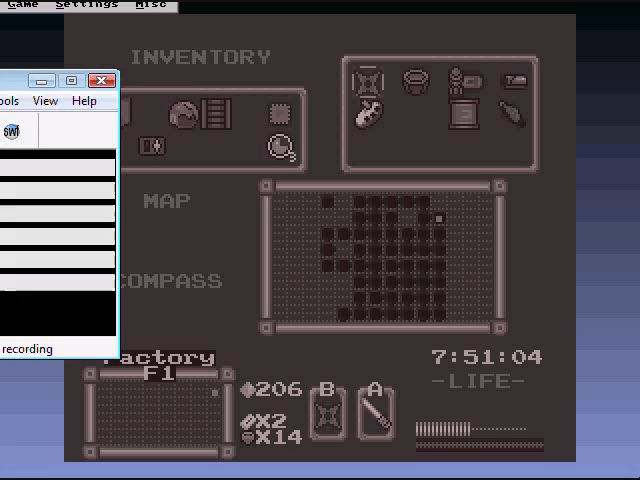 Game Settings Misc
INVENTORY
ools View Help
SWF
MAP
COMPASS
recording
Factory
F1
7:51:04
-LIFE-
206
B A
X2
X14